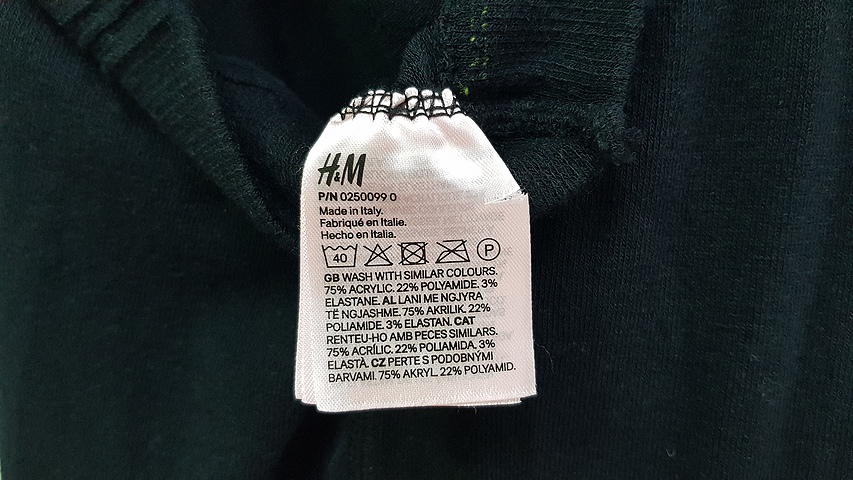 H&M
P/N 0250099 0
Made in Italy.
Fabriqué en Italie.
Hecho en Italia.
40 P
GB WASH WITH SIMILAR COLOURS.
75% ACRYLIC. 22% POLYAMIDE. 3%
ELASTANE. AL LANI ME NGJYRA
TË NGJASHME. 75% AKRILIK. 22%
POLIAMIDE. 3% ELASTAN. CAT
RENTEU-HO AMB PECES SIMILARS.
75% ACRÍLIC. 22% POLIAMIDA. 3%
ELASTÀ. CZ PERTE S PODOBNÝMI
BARVAMI. 75% AKRYL. 22% POLYAMID.